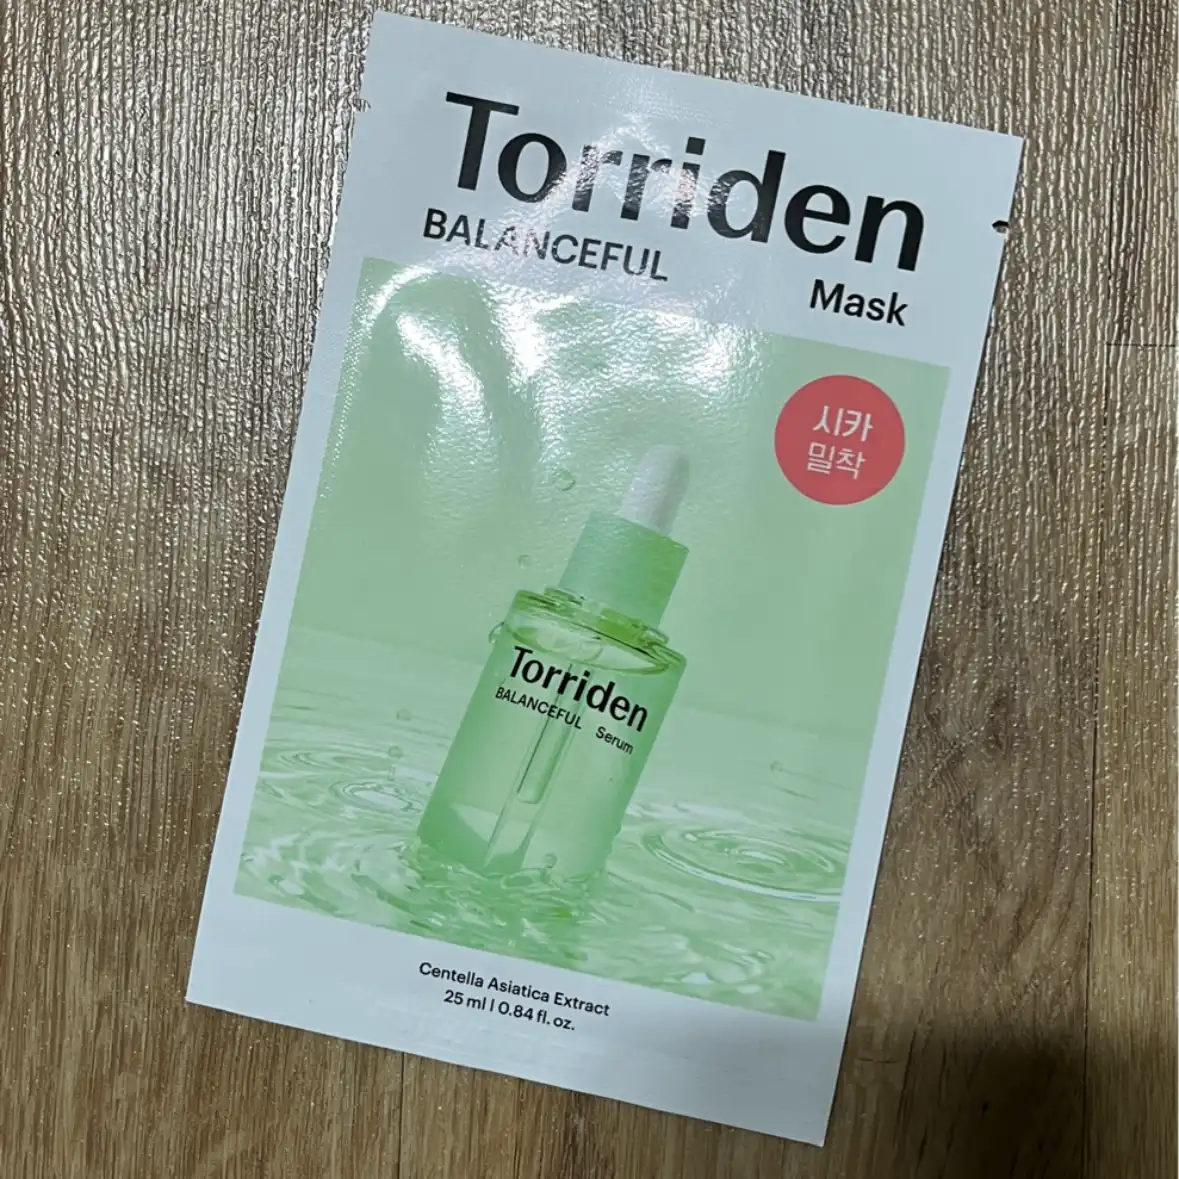 Torriden
BALANCEFUL
Mask
시카
밀착
Torriden
BALANCEFUL Serum
Centella Asiatica Extract
25 ml | 0.84 fl. oz.